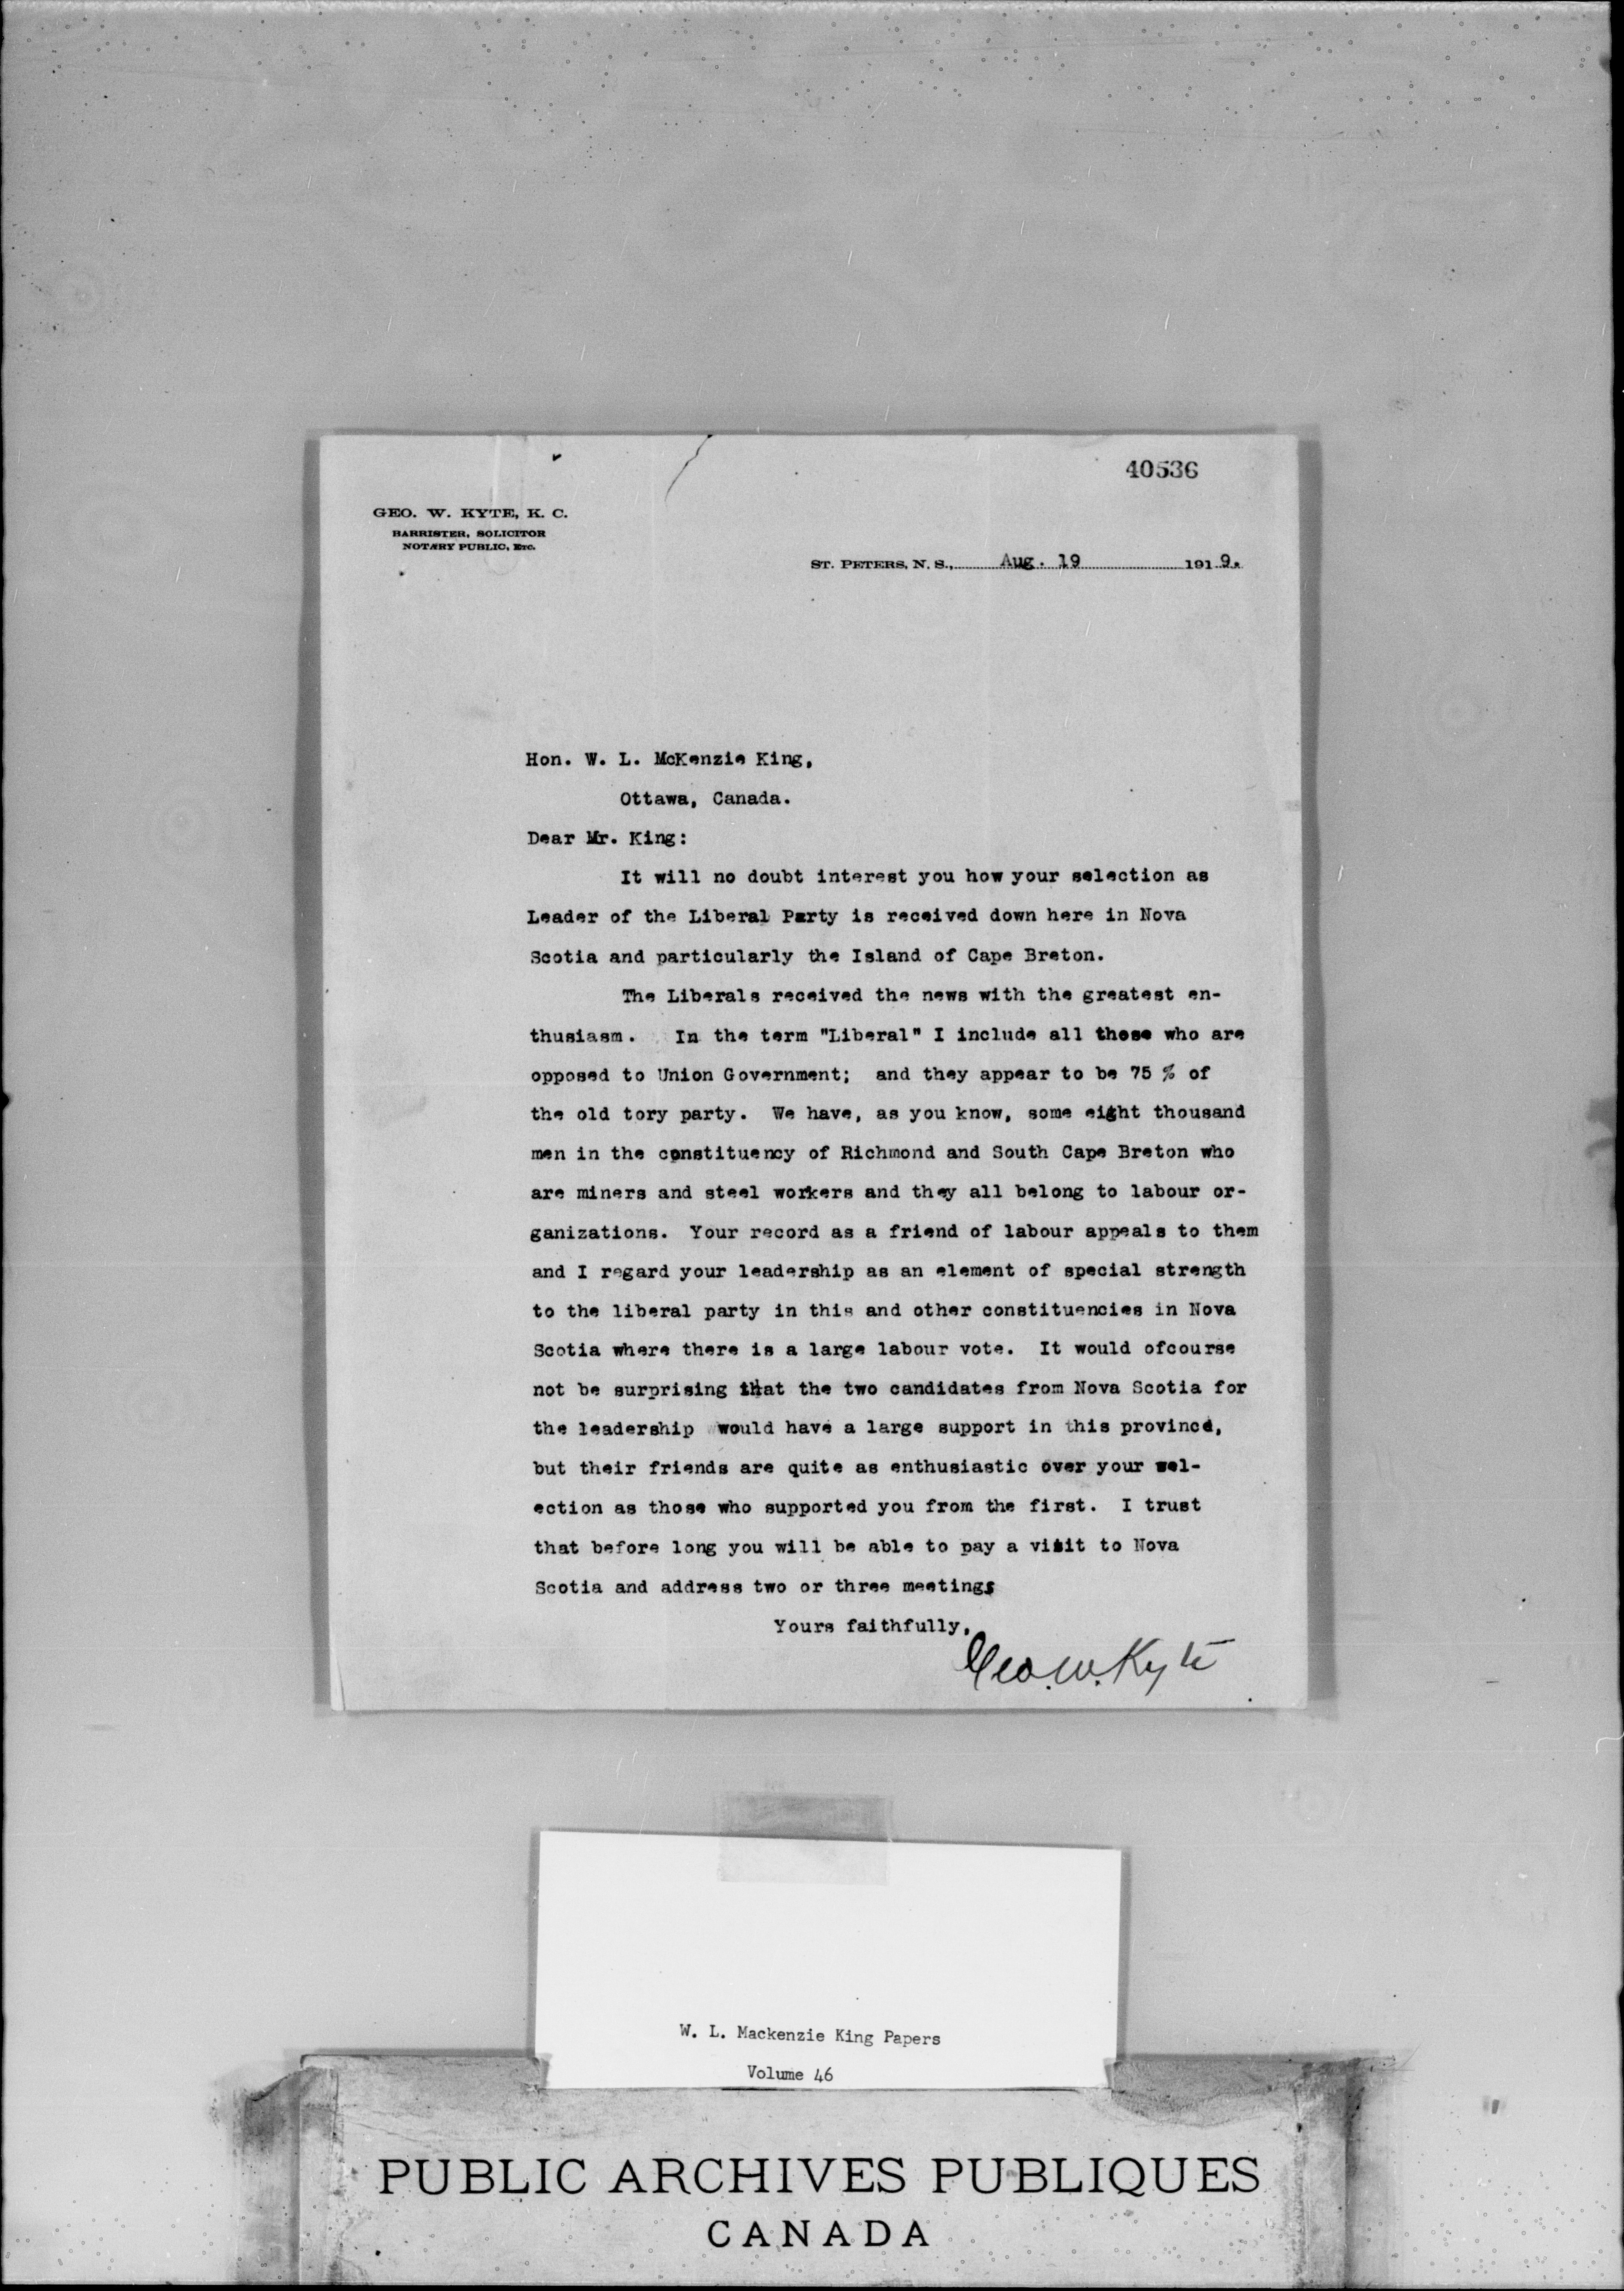 40536
GEO. W. KYTE, K. C.
BARRISTER, SOLICITOR
NOTARY PUBLIC, ETC.
ST. PETERS, N. S., Aug. 19 1919.
Hon. W. L. McKenzie King,
Ottawa, Canada.
Dear Mr. King:
It will no doubt interest you how your selection as
Leader of the Liberal Party is received down here in Nova
Scotia and particularly the Island of Cape Breton.
The Liberals received the news with the greatest en-
thusiasm. In the term "Liberal" I include all those who are
opposed to Union Government; and they appear to be 75 % of
the old tory party. We have, as you know, some eight thousand
men in the constituency of Richmond and South Cape Breton who
are miners and steel workers and they all belong to labour or-
ganizations. Your record as a friend of labour appeals to them
and I regard your leadership as an element of special strength
to the liberal party in this and other constituencies in Nova
Scotia where there is a large labour vote. It would ofcourse
not be surprising that the two candidates from Nova Scotia for
the leadership would have a large support in this province,
but their friends are quite as enthusiastic over your sel-
ection as those who supported you from the first. I trust
that before long you will be able to pay a visit to Nova
Scotia and address two or three meetings
Yours faithfully,
Geo. W. Kyte
W. L. Mackenzie King Papers
Volume 46
PUBLIC ARCHIVES PUBLIQUES
CANADA